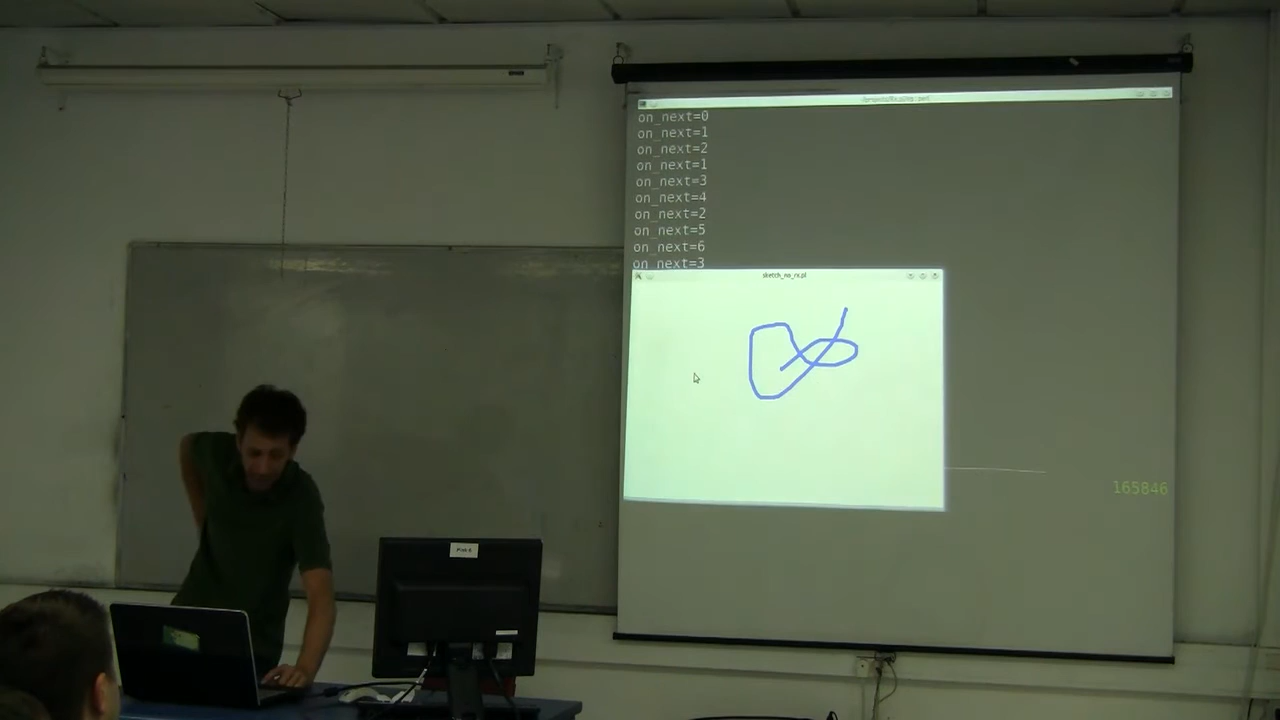 on_next=0
on_next=1
on_next=2
on_next=1
on_next=3
on_next=4
on_next=2
on_next=5
on_next=6
on_next=3
sketch_no_rx.pl
165846